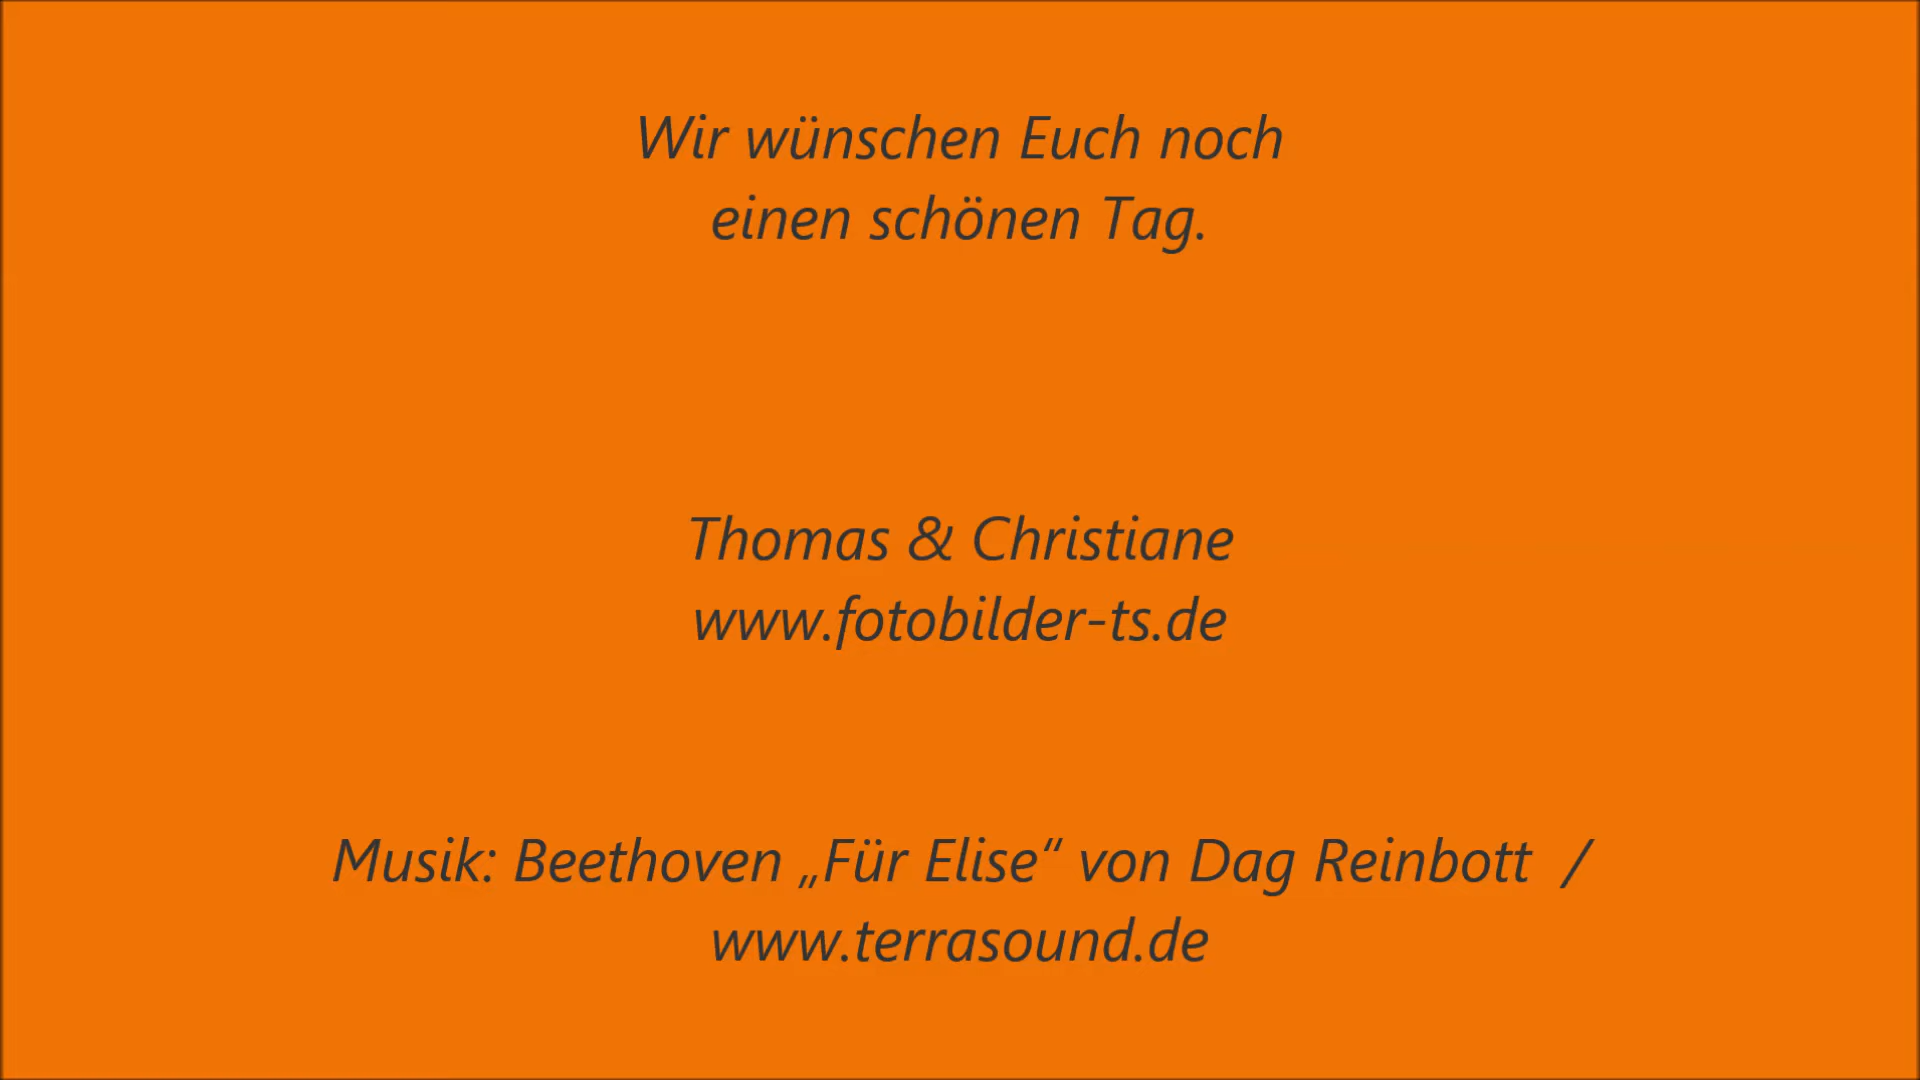 Wir wünschen Euch noch
einen schönen Tag.
Thomas & Christiane
www.fotobilder-ts.de
Musik: Beethoven „Für Elise“ von Dag Reinbott /
www.terrasound.de